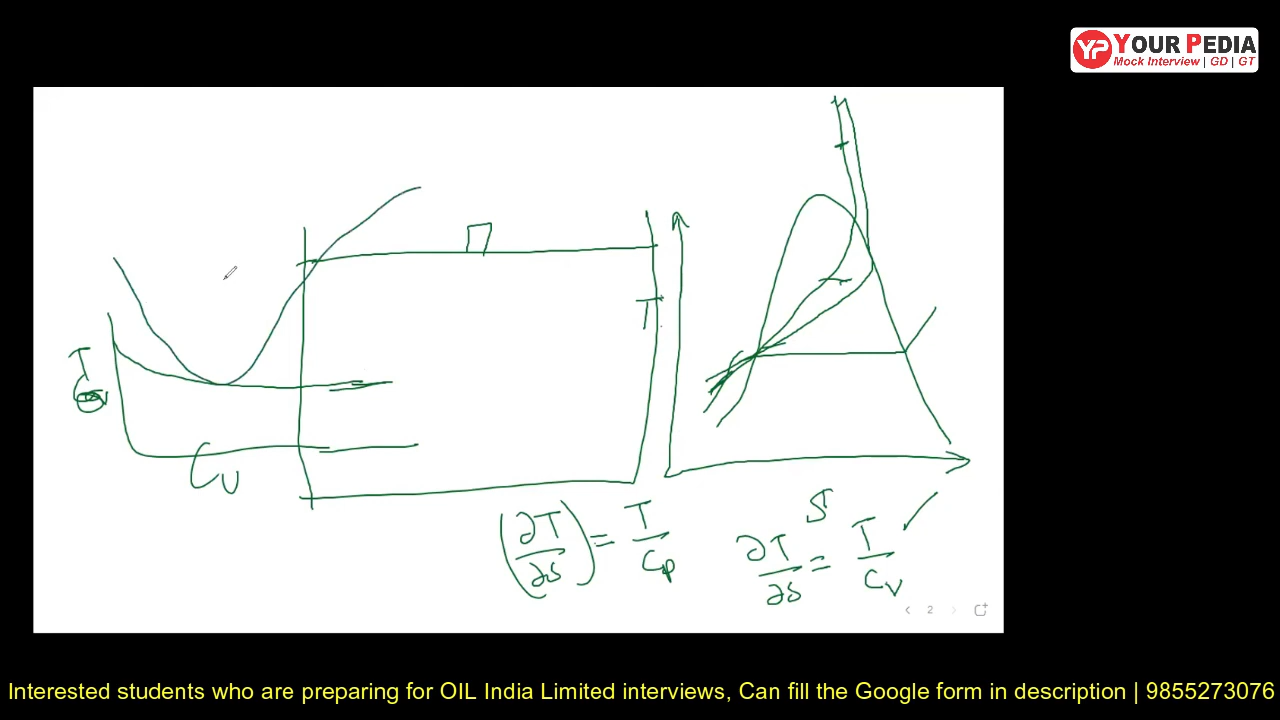 YOUR PEDIA
Mock Interview | GD | GT
T
T
Cv
S
(∂T/∂s) = T/Cp
∂T/∂s = T/Cv
2
Interested students who are preparing for OIL India Limited interviews, Can fill the Google form in description | 9855273076